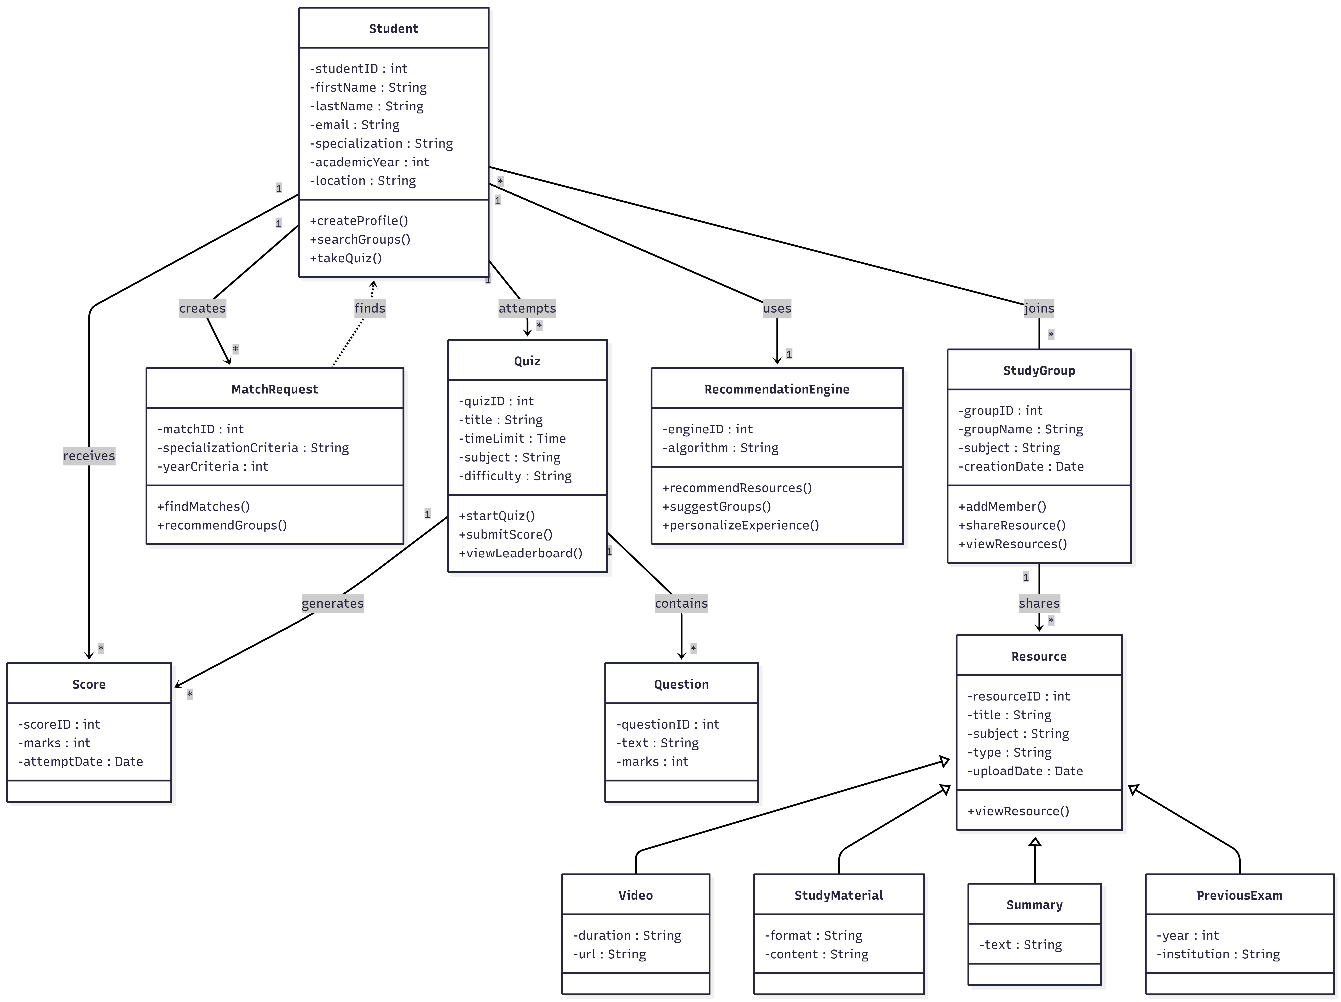 Student
-studentID : int
-firstName : String
-lastName : String
-email : String
-specialization : String
-academicYear : int
-location : String
+createProfile()
+searchGroups()
+takeQuiz()
1
1
*
1
1
creates
finds
attempts
uses
joins
*
*
1
*
receives
MatchRequest
-matchID : int
-specializationCriteria : String
-yearCriteria : int
+findMatches()
+recommendGroups()
Quiz
-quizID : int
-title : String
-timeLimit : Time
-subject : String
-difficulty : String
+startQuiz()
+submitScore()
+viewLeaderboard()
RecommendationEngine
-engineID : int
-algorithm : String
+recommendResources()
+suggestGroups()
+personalizeExperience()
StudyGroup
-groupID : int
-groupName : String
-subject : String
-creationDate : Date
+addMember()
+shareResource()
+viewResources()
1
1
1
generates
contains
shares
*
*
*
*
Score
-scoreID : int
-marks : int
-attemptDate : Date
Question
-questionID : int
-text : String
-marks : int
Resource
-resourceID : int
-title : String
-subject : String
-type : String
-uploadDate : Date
+viewResource()
Video
-duration : String
-url : String
StudyMaterial
-format : String
-content : String
Summary
-text : String
PreviousExam
-year : int
-institution : String